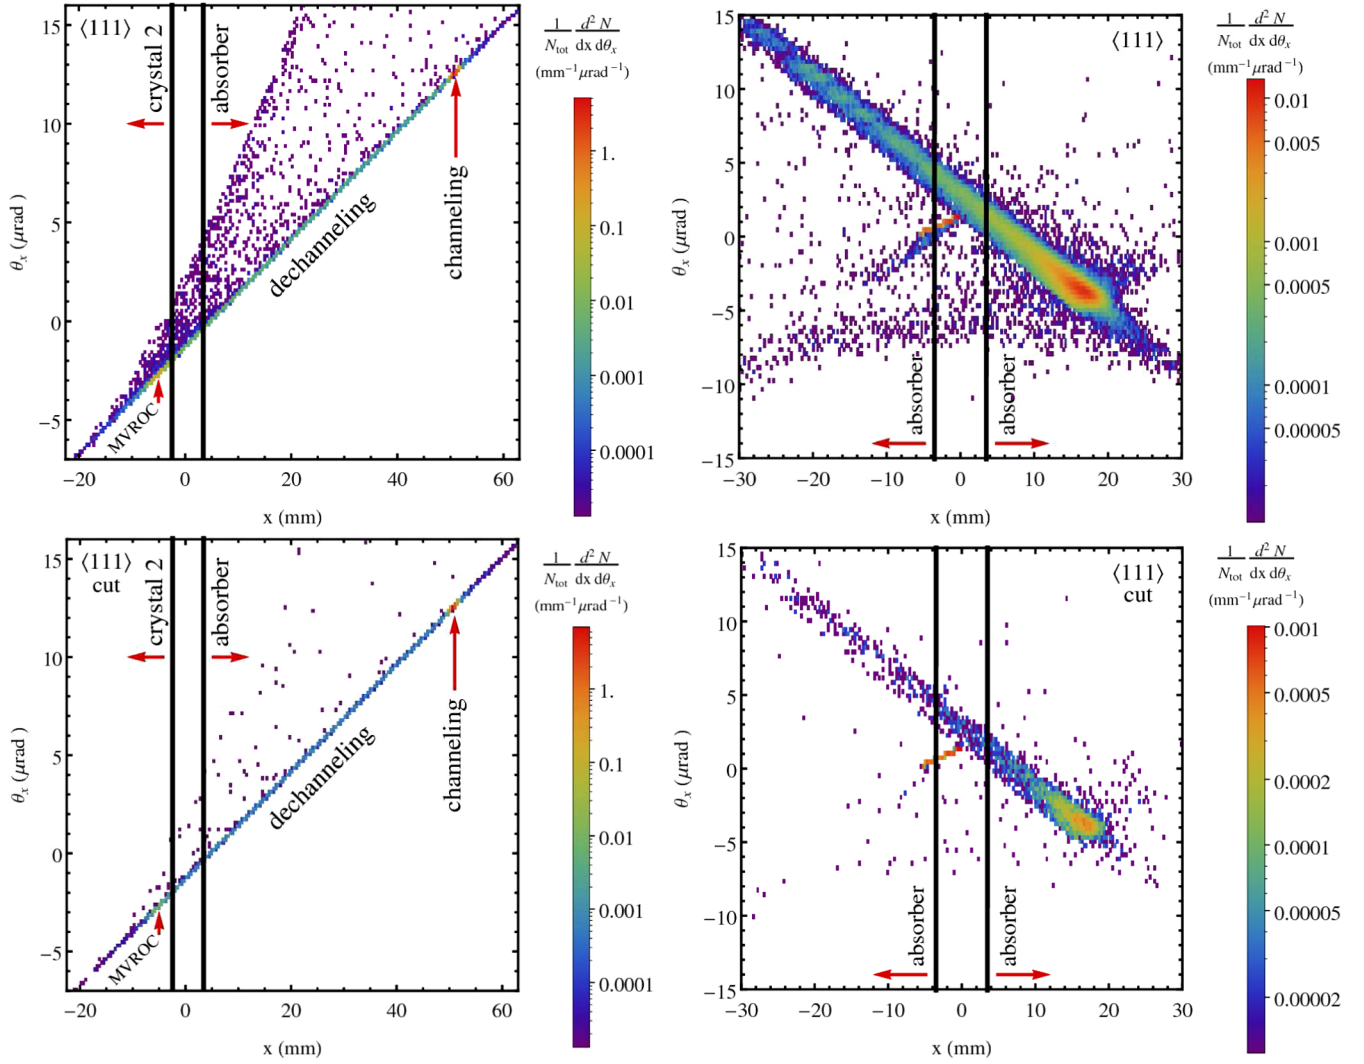 ⟨111⟩
crystal 2
absorber
dechanneling
channeling
MVROC
15
10
5
0
−5
θx (μrad )
−20 0 20 40 60
x (mm)
1 d² N
Ntot dx dθx
(mm⁻¹μrad⁻¹)
1.
0.1
0.01
0.001
0.0001
⟨111⟩
absorber
absorber
15
10
5
0
−5
−10
−15
θx (μrad )
−30 −20 −10 0 10 20 30
x (mm)
1 d² N
Ntot dx dθx
(mm⁻¹μrad⁻¹)
0.01
0.005
0.001
0.0005
0.0001
0.00005
⟨111⟩
cut
crystal 2
absorber
dechanneling
channeling
MVROC
15
10
5
0
−5
θx (μrad )
−20 0 20 40 60
x (mm)
1 d² N
Ntot dx dθx
(mm⁻¹μrad⁻¹)
1.
0.1
0.01
0.001
0.0001
⟨111⟩
cut
absorber
absorber
15
10
5
0
−5
−10
−15
θx (μrad )
−30 −20 −10 0 10 20 30
x (mm)
1 d² N
Ntot dx dθx
(mm⁻¹μrad⁻¹)
0.001
0.0005
0.0002
0.0001
0.00005
0.00002